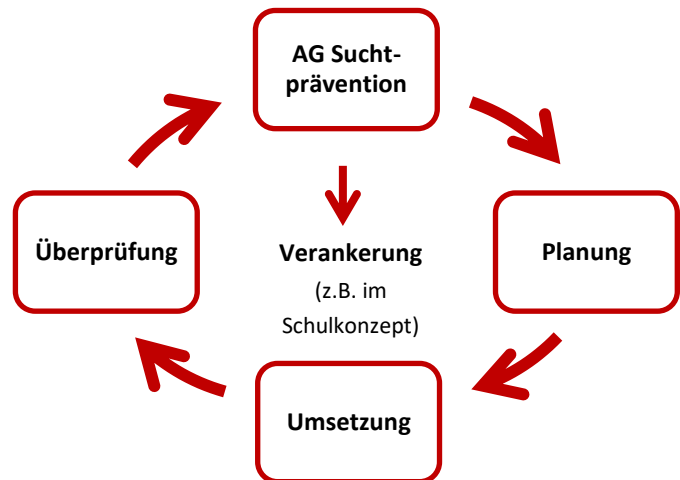 AG Sucht-
prävention
Überprüfung
Verankerung
(z.B. im
Schulkonzept)
Planung
Umsetzung